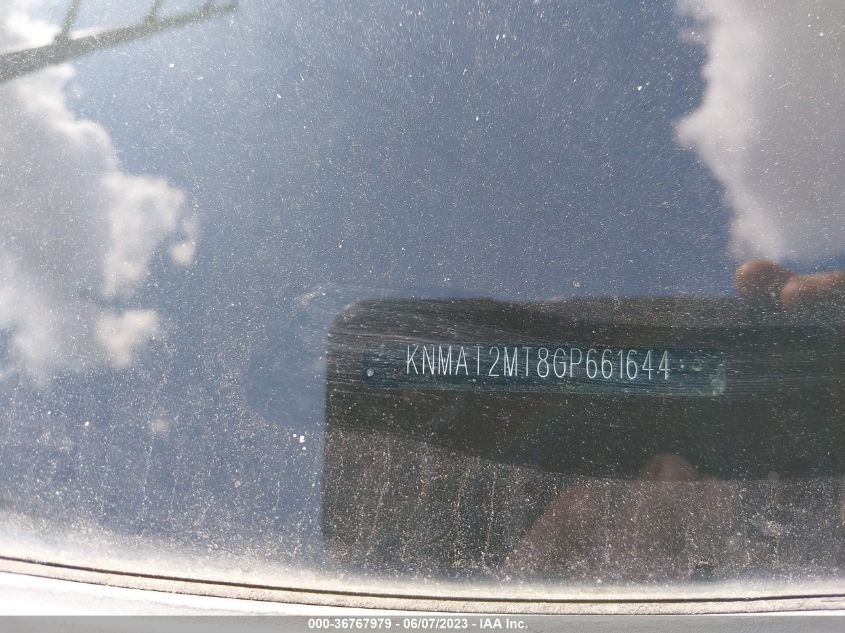 KNMAT2MT8GP661644
000-36767979 - 06/07/2023 - IAA Inc.